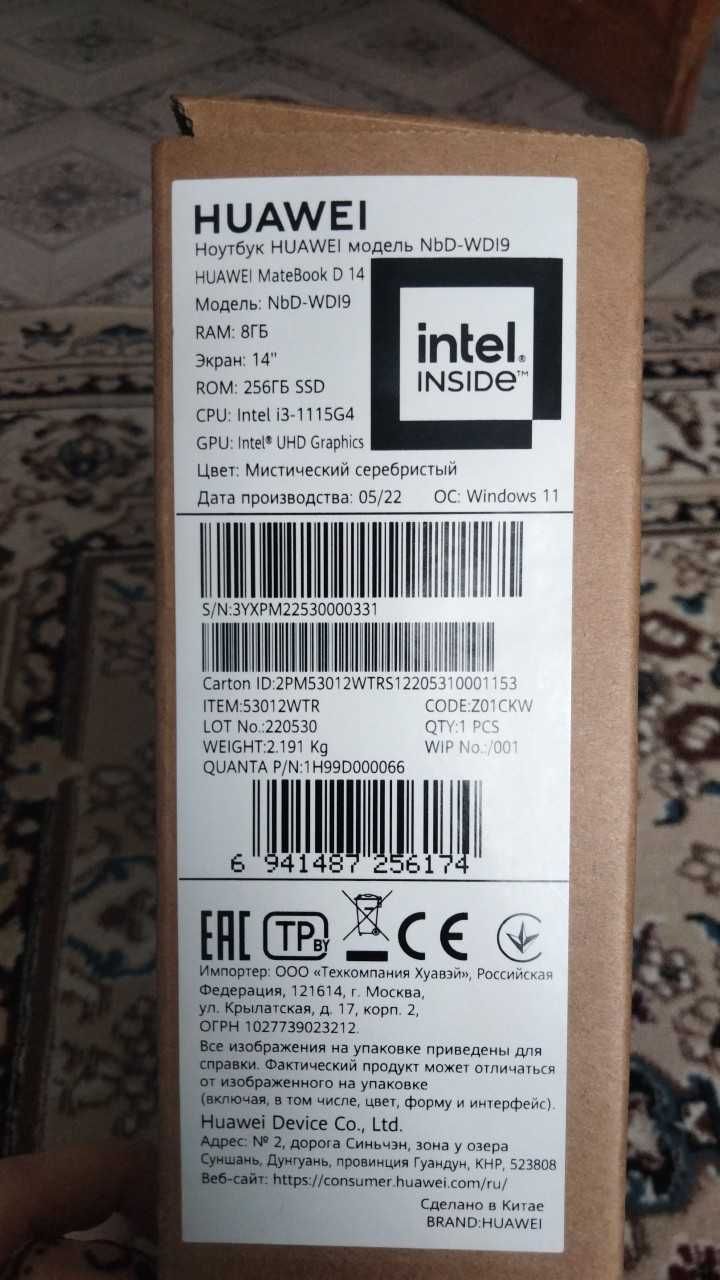 HUAWEI
Ноутбук HUAWEI модель NbD-WDI9
HUAWEI MateBook D 14
Модель: NbD-WDI9
RAM: 8ГБ
Экран: 14"
ROM: 256ГБ SSD
CPU: Intel i3-1115G4
GPU: Intel® UHD Graphics
intel®
INSIDE™
Цвет: Мистический серебристый
Дата производства: 05/22 ОС: Windows 11
S/N:3YXPM22530000331
Carton ID:2PM53012WTRS12205310001153
ITEM:53012WTR CODE:Z01CKW
LOT No.:220530 QTY:1 PCS
WEIGHT:2.191 Kg WIP No.:/001
QUANTA P/N:1H99D000066
6 941487 256174
EAC TP BY CE
Импортер: ООО «Техкомпания Хуавэй», Российская
Федерация, 121614, г. Москва,
ул. Крылатская, д. 17, корп. 2,
ОГРН 1027739023212.
Все изображения на упаковке приведены для
справки. Фактический продукт может отличаться
от изображенного на упаковке
(включая, в том числе, цвет, форму и интерфейс).
Huawei Device Co., Ltd.
Адрес: № 2, дорога Синьчэн, зона у озера
Суншань, Дунгуань, провинция Гуандун, КНР, 523808
Веб-сайт: https://consumer.huawei.com/ru/
Сделано в Китае
BRAND:HUAWEI